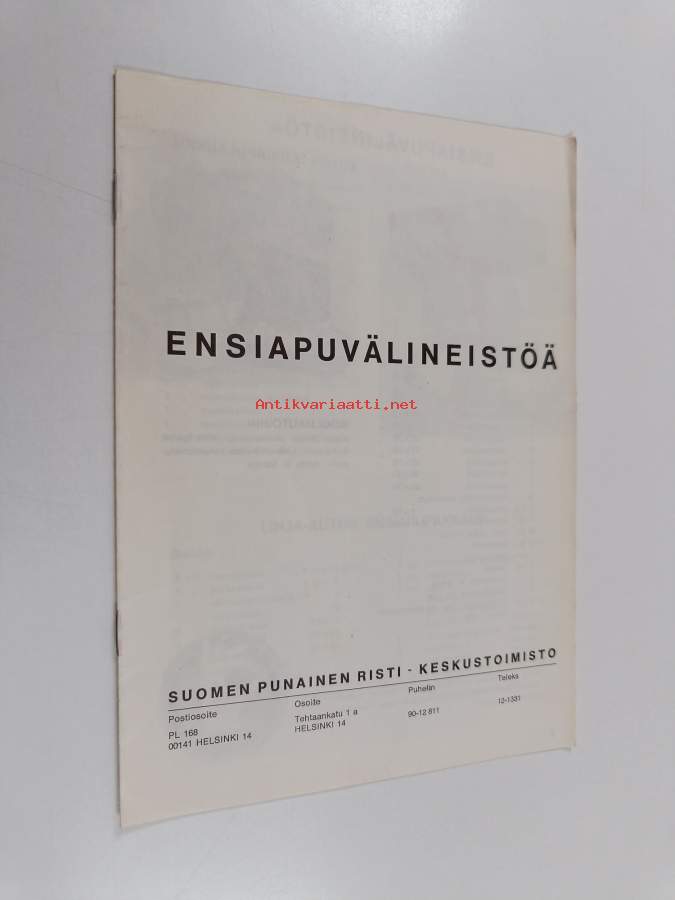 ENSIAPUVÄLINEISTÖÄ
Antikvariaatti.net
SUOMEN PUNAINEN RISTI - KESKUSTOIMISTO
Postiosoite Osoite Puhelin Teleks
PL 168 Tehtaankatu 1 a 90-12 811 12-1331
00141 HELSINKI 14 HELSINKI 14